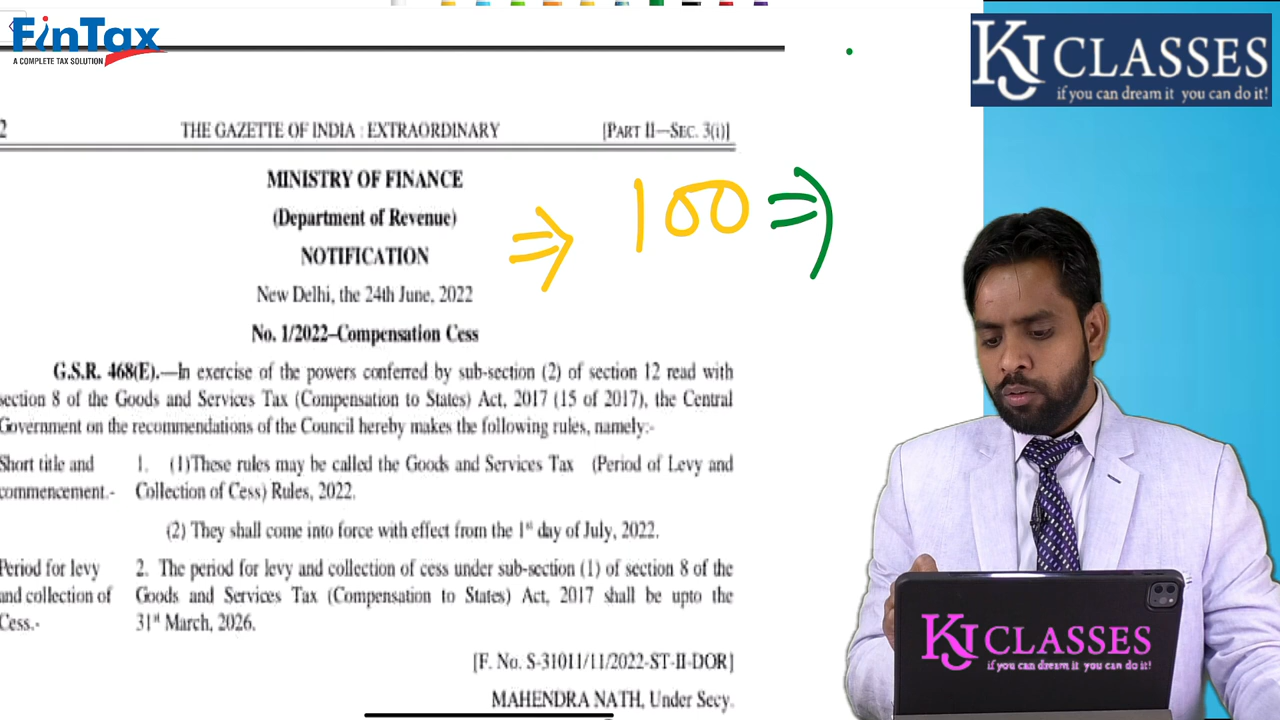 FinTax
A COMPLETE TAX SOLUTION
KJ CLASSES
if you can dream it you can do it!
2 THE GAZETTE OF INDIA : EXTRAORDINARY [PART II—SEC. 3(i)]
MINISTRY OF FINANCE
(Department of Revenue)
NOTIFICATION
⇒ 100 ⇒
New Delhi, the 24th June, 2022
No. 1/2022–Compensation Cess
G.S.R. 468(E).—In exercise of the powers conferred by sub-section (2) of section 12 read with
section 8 of the Goods and Services Tax (Compensation to States) Act, 2017 (15 of 2017), the Central
Government on the recommendations of the Council hereby makes the following rules, namely:-
Short title and commencement.-
1. (1)These rules may be called the Goods and Services Tax (Period of Levy and
Collection of Cess) Rules, 2022.
(2) They shall come into force with effect from the 1st day of July, 2022.
Period for levy and collection of Cess.-
2. The period for levy and collection of cess under sub-section (1) of section 8 of the
Goods and Services Tax (Compensation to States) Act, 2017 shall be upto the
31st March, 2026.
[F. No. S-31011/11/2022-ST-II-DOR]
MAHENDRA NATH, Under Secy.
KJ CLASSES
if you can dream it you can do it!